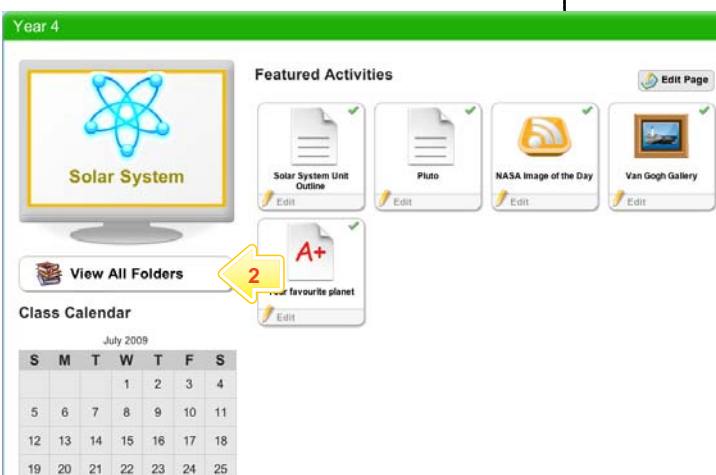 Year 4
Solar System
View All Folders
2
Class Calendar
July 2009
S M T W T F S
1 2 3 4
5 6 7 8 9 10 11
12 13 14 15 16 17 18
19 20 21 22 23 24 25
Featured Activities
Edit Page
Solar System Unit
Outline
Edit
Pluto
Edit
NASA Image of the Day
Edit
Van Gogh Gallery
Edit
A+
favourite planet
Edit